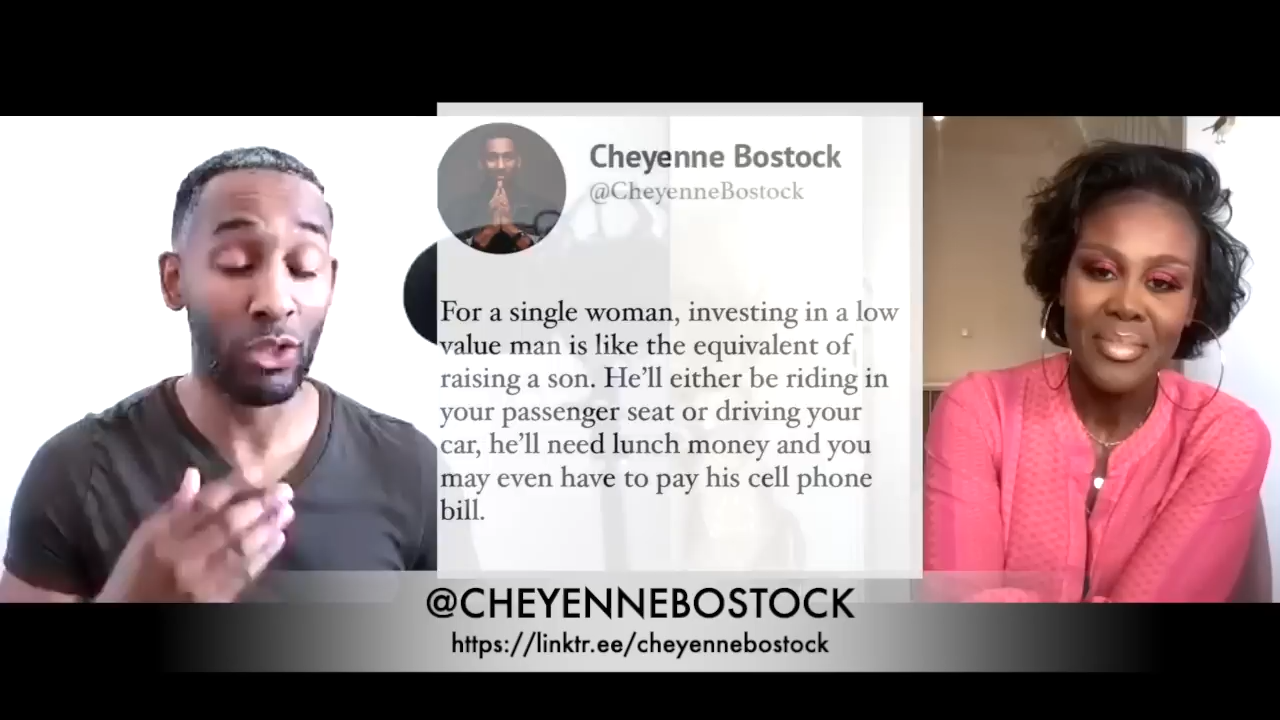 Cheyenne Bostock
@CheyenneBostock
For a single woman, investing in a low
value man is like the equivalent of
raising a son. He’ll either be riding in
your passenger seat or driving your
car, he’ll need lunch money and you
may even have to pay his cell phone
bill.
@CHEYENNEBOSTOCK
https://linktr.ee/cheyennebostock